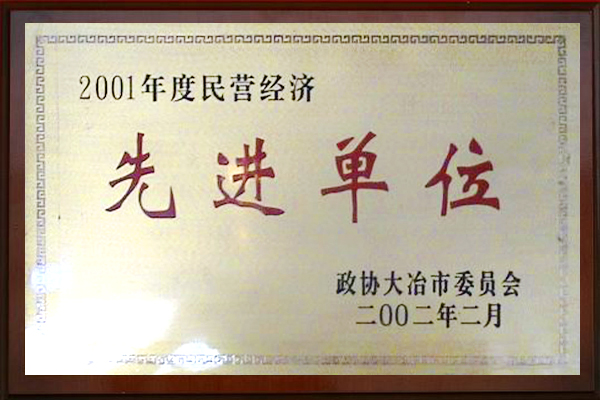 2001年度民营经济
先进单位
政协大冶市委员会
二00二年二月